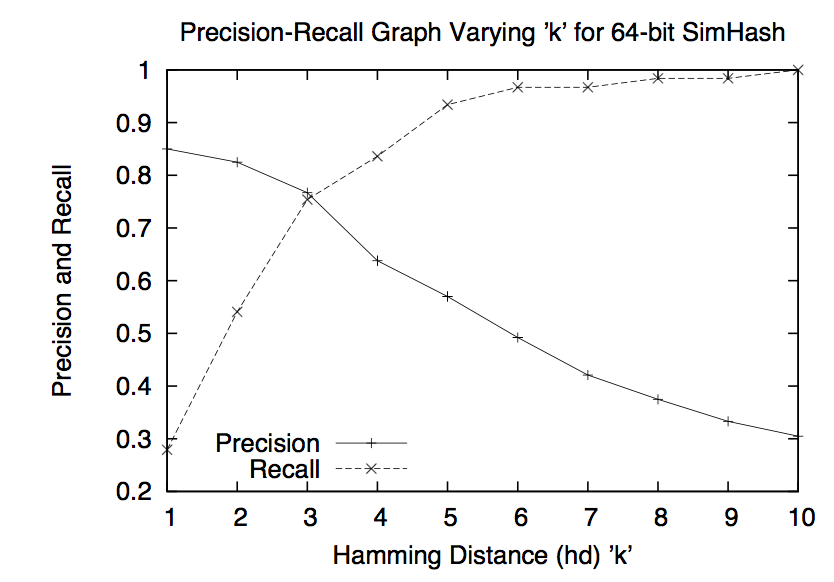 Precision-Recall Graph Varying ’k’ for 64-bit SimHash
1
0.9
0.8
0.7
0.6
0.5
0.4
0.3
0.2
Precision and Recall
Precision
Recall
1 2 3 4 5 6 7 8 9 10
Hamming Distance (hd) ’k’